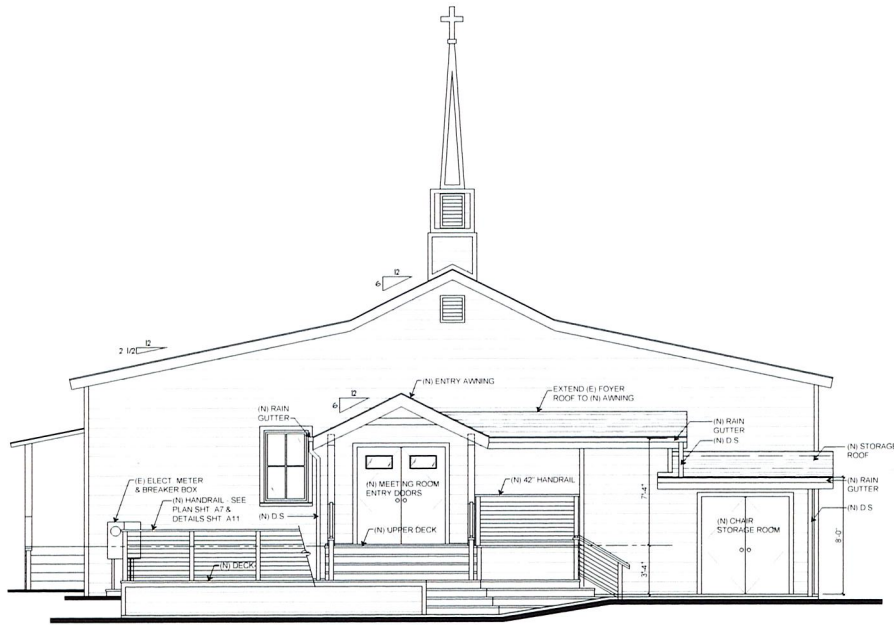 12
6
12
2 1/2
12
6
(N) ENTRY AWNING
EXTEND (E) FOYER
ROOF TO (N) AWNING
(N) RAIN
GUTTER
(N) RAIN
GUTTER
(N) D.S.
(N) STORAGE
ROOF
(E) ELECT METER
& BREAKER BOX
(N) MEETING ROOM
ENTRY DOORS
(N) 42" HANDRAIL
7'-4"
(N) RAIN
GUTTER
(N) HANDRAIL - SEE
PLAN SHT A7 &
DETAILS SHT A11
(N) D.S.
(N) D.S
(N) UPPER DECK
(N) CHAIR
STORAGE ROOM
8'-0"
(N) DECK
3'-4"